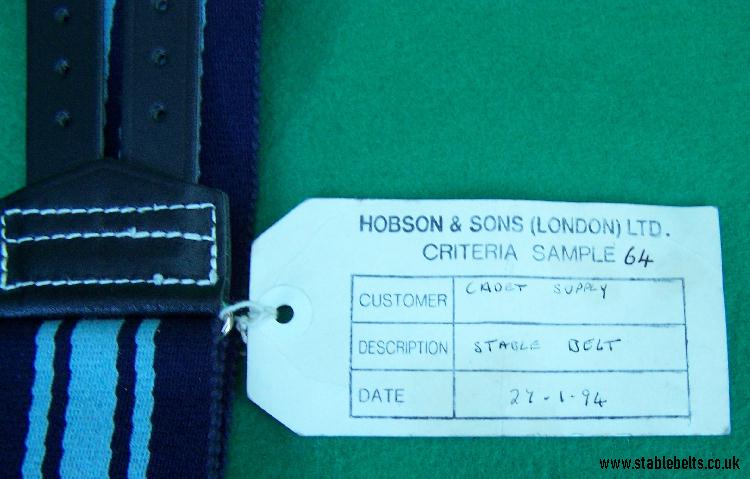 HOBSON & SONS (LONDON) LTD.
CRITERIA SAMPLE 64
CUSTOMER CADET SUPPLY
DESCRIPTION STABLE BELT
DATE 27-1-94
www.stablebelts.co.uk